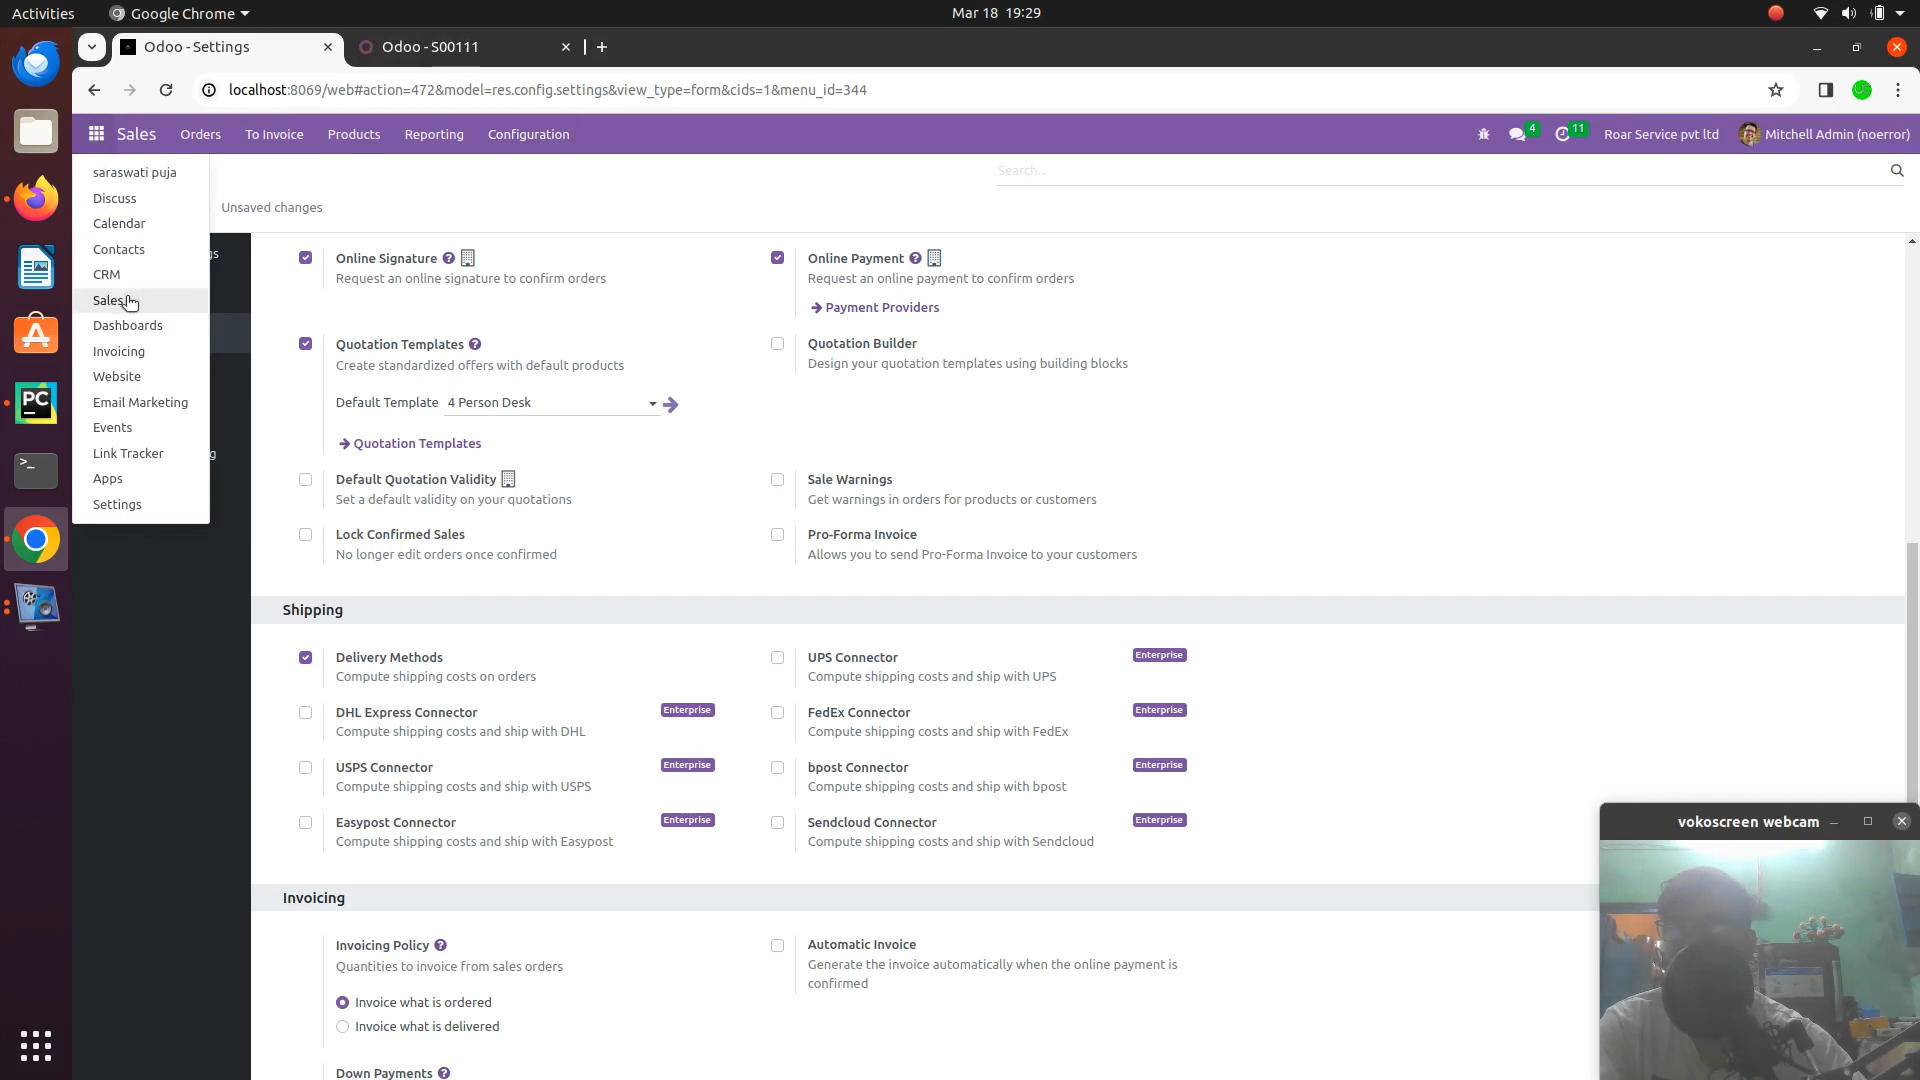 Activities
Google Chrome
Mar 18 19:29
Odoo - Settings
Odoo - S00111
localhost:8069/web#action=472&model=res.config.settings&view_type=form&cids=1&menu_id=344
Sales
Orders
To Invoice
Products
Reporting
Configuration
4
11
Roar Service pvt ltd
Mitchell Admin (noerror)
saraswati puja
Discuss
Calendar
Contacts
CRM
Sales
Dashboards
Invoicing
Website
Email Marketing
Events
Link Tracker
Apps
Settings
Search...
Unsaved changes
gs
g
Online Signature
Request an online signature to confirm orders
Online Payment
Request an online payment to confirm orders
Payment Providers
Quotation Templates
Create standardized offers with default products
Default Template 4 Person Desk
Quotation Templates
Quotation Builder
Design your quotation templates using building blocks
Default Quotation Validity
Set a default validity on your quotations
Sale Warnings
Get warnings in orders for products or customers
Lock Confirmed Sales
No longer edit orders once confirmed
Pro-Forma Invoice
Allows you to send Pro-Forma Invoice to your customers
Shipping
Delivery Methods
Compute shipping costs on orders
UPS Connector
Enterprise
Compute shipping costs and ship with UPS
DHL Express Connector
Enterprise
Compute shipping costs and ship with DHL
FedEx Connector
Enterprise
Compute shipping costs and ship with FedEx
USPS Connector
Enterprise
Compute shipping costs and ship with USPS
bpost Connector
Enterprise
Compute shipping costs and ship with bpost
Easypost Connector
Enterprise
Compute shipping costs and ship with Easypost
Sendcloud Connector
Enterprise
Compute shipping costs and ship with Sendcloud
Invoicing
Invoicing Policy
Quantities to invoice from sales orders
Invoice what is ordered
Invoice what is delivered
Automatic Invoice
Generate the invoice automatically when the online payment is
confirmed
Down Payments
vokoscreen webcam
PC